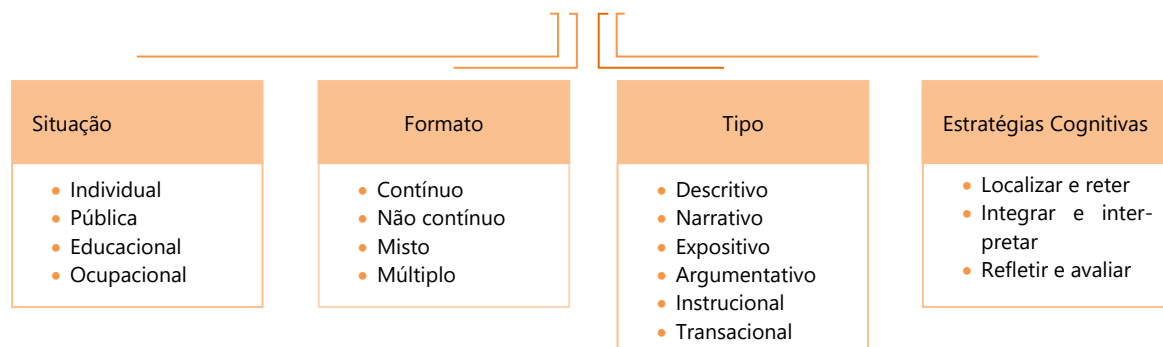 Situação
Individual
Pública
Educacional
Ocupacional
Formato
Contínuo
Não contínuo
Misto
Múltiplo
Tipo
Descritivo
Narrativo
Expositivo
Argumentativo
Instrucional
Transacional
Estratégias Cognitivas
Localizar e reter
Integrar e inter-
pretar
Refletir e avaliar